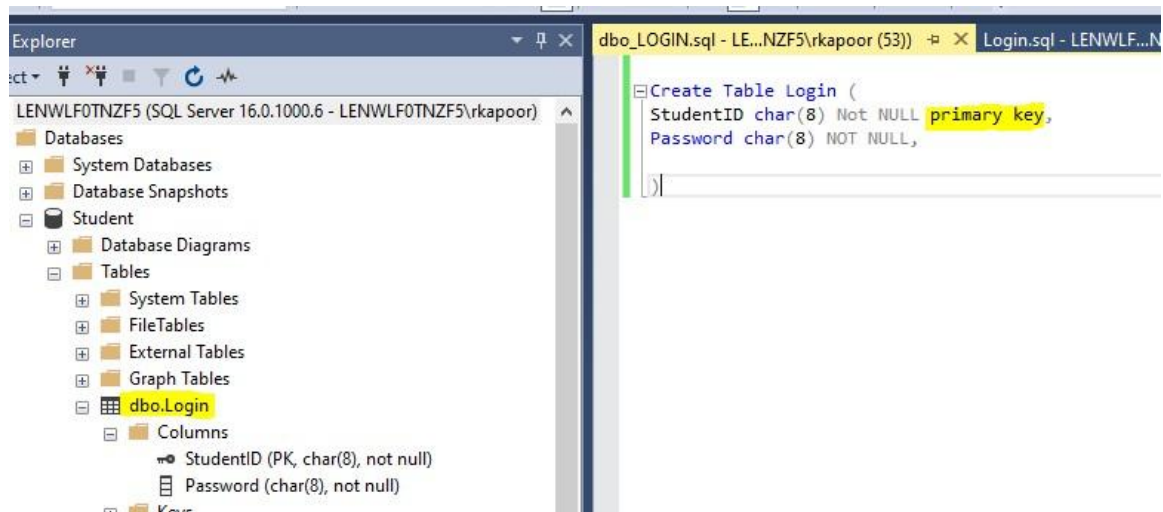 Explorer
ect
LENWLF0TNZF5 (SQL Server 16.0.1000.6 - LENWLF0TNZF5\rkapoor)
Databases
System Databases
Database Snapshots
Student
Database Diagrams
Tables
System Tables
FileTables
External Tables
Graph Tables
dbo.Login
Columns
StudentID (PK, char(8), not null)
Password (char(8), not null)
Keys
dbo_LOGIN.sql - LE...NZF5\rkapoor (53))
Login.sql - LENWLF...N
Create Table Login (
StudentID char(8) Not NULL primary key,
Password char(8) NOT NULL,
)